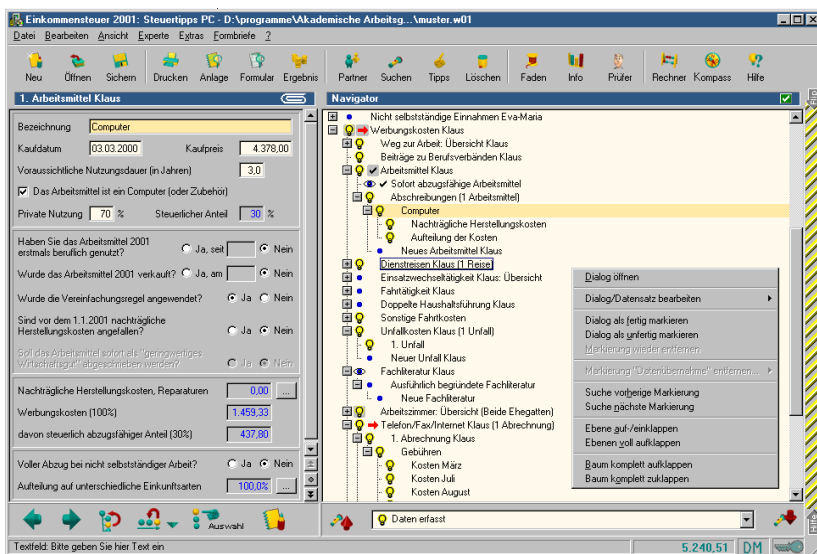 Einkommensteuer 2001: Steuertipps PC - D:\programme\Akademische Arbeitsg...\muster.w01
Datei Bearbeiten Ansicht Experte Extras Formbriefe ?
Neu Öffnen Sichern Drucken Anlage Formular Ergebnis Partner Suchen Tipps Löschen Faden Info Prüfer Rechner Kompass Hilfe
1. Arbeitsmittel Klaus
Bezeichnung Computer
Kaufdatum 03.03.2000 Kaufpreis 4.378,00
Voraussichtliche Nutzungsdauer (in Jahren) 3,0
Das Arbeitsmittel ist ein Computer (oder Zubehör)
Private Nutzung 70 % Steuerlicher Anteil 30 %
Haben Sie das Arbeitsmittel 2001
erstmals beruflich genutzt? Ja, seit Nein
Wurde das Arbeitsmittel 2001 verkauft? Ja, am Nein
Wurde die Vereinfachungsregel angewendet? Ja Nein
Sind vor dem 1.1.2001 nachträgliche
Herstellungskosten angefallen? Ja Nein
Soll das Arbeitsmittel sofort als "geringwertiges
Wirtschaftsgut" abgeschrieben werden? Ja Nein
Nachträgliche Herstellungskosten, Reparaturen 0,00 ...
Werbungskosten (100%) 1.459,33
davon steuerlich abzugsfähiger Anteil (30%) 437,80
Voller Abzug bei nicht selbstständiger Arbeit? Ja Nein
Aufteilung auf unterschiedliche Einkunftsarten 100,0% ...
Auswahl
Navigator
Nicht selbstständige Einnahmen Eva-Maria
Werbungskosten Klaus
Weg zur Arbeit: Übersicht Klaus
Beiträge zu Berufsverbänden Klaus
Arbeitsmittel Klaus
Sofort abzugsfähige Arbeitsmittel
Abschreibungen (1 Arbeitsmittel)
Computer
Nachträgliche Herstellungskosten
Aufteilung der Kosten
Neues Arbeitsmittel Klaus
Dienstreisen Klaus (1 Reise)
Einsatzwechseltätigkeit Klaus: Übersicht
Fahrtätigkeit Klaus
Doppelte Haushaltsführung Klaus
Sonstige Fahrtkosten
Unfallkosten Klaus (1 Unfall)
1. Unfall
Neuer Unfall Klaus
Fachliteratur Klaus
Ausführlich begründete Fachliteratur
Neue Fachliteratur
Arbeitszimmer: Übersicht (Beide Ehegatten)
Telefon/Fax/Internet Klaus (1 Abrechnung)
1. Abrechnung Klaus
Gebühren
Kosten März
Kosten Juli
Kosten August
Dialog öffnen
Dialog/Datensatz bearbeiten
Dialog als fertig markieren
Dialog als unfertig markieren
Markierung wieder entfernen
Markierung "Datenübernahme" entfernen...
Suche vorherige Markierung
Suche nächste Markierung
Ebene auf-/einklappen
Ebenen voll aufklappen
Baum komplett aufklappen
Baum komplett zuklappen
Daten erfasst
Hilfe
Textfeld: Bitte geben Sie hier Text ein
5.240,51 DM